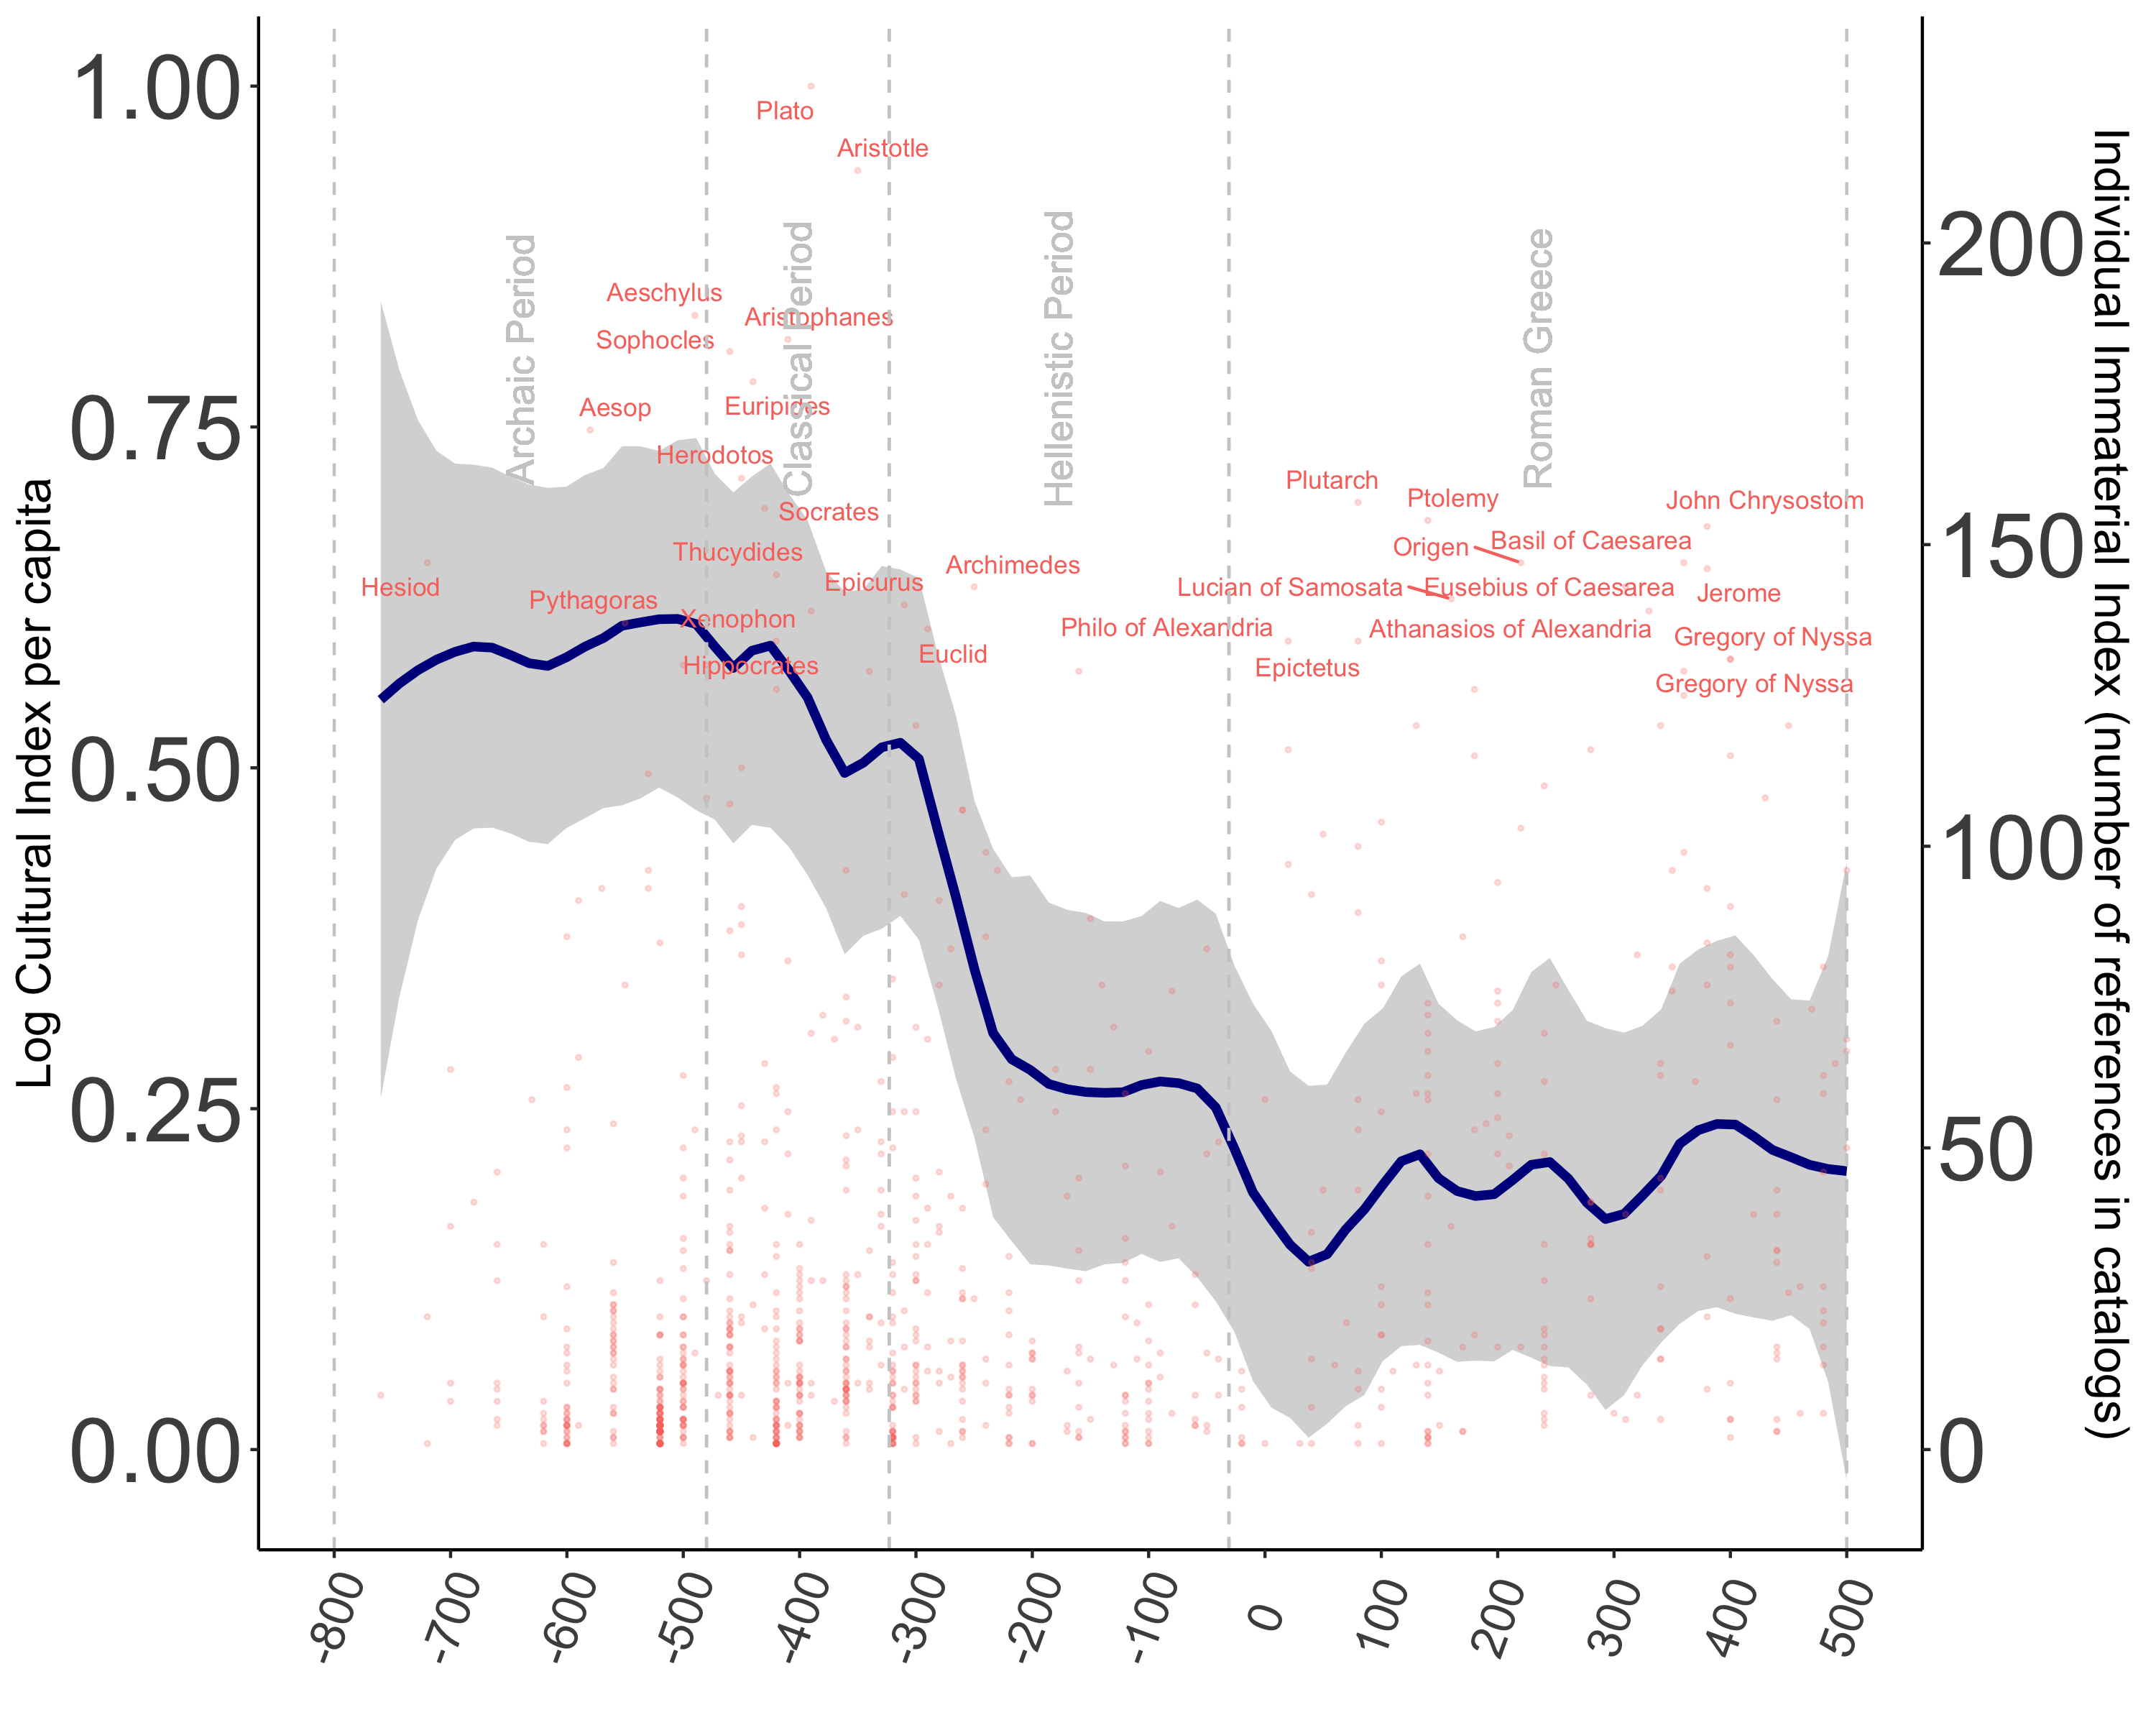 Log Cultural Index per capita
1.00
0.75
0.50
0.25
0.00
Individual Immaterial Index (number of references in catalogs)
200
150
100
50
0
-800
-700
-600
-500
-400
-300
-200
-100
0
100
200
300
400
500
Archaic Period
Classical Period
Hellenistic Period
Roman Greece
Plato
Aristotle
Aeschylus
Aristophanes
Sophocles
Aesop
Euripides
Herodotos
Socrates
Thucydides
Hesiod
Pythagoras
Epicurus
Archimedes
Xenophon
Hippocrates
Euclid
Plutarch
Ptolemy
John Chrysostom
Origen
Basil of Caesarea
Lucian of Samosata
Eusebius of Caesarea
Jerome
Philo of Alexandria
Athanasios of Alexandria
Gregory of Nyssa
Epictetus
Gregory of Nyssa